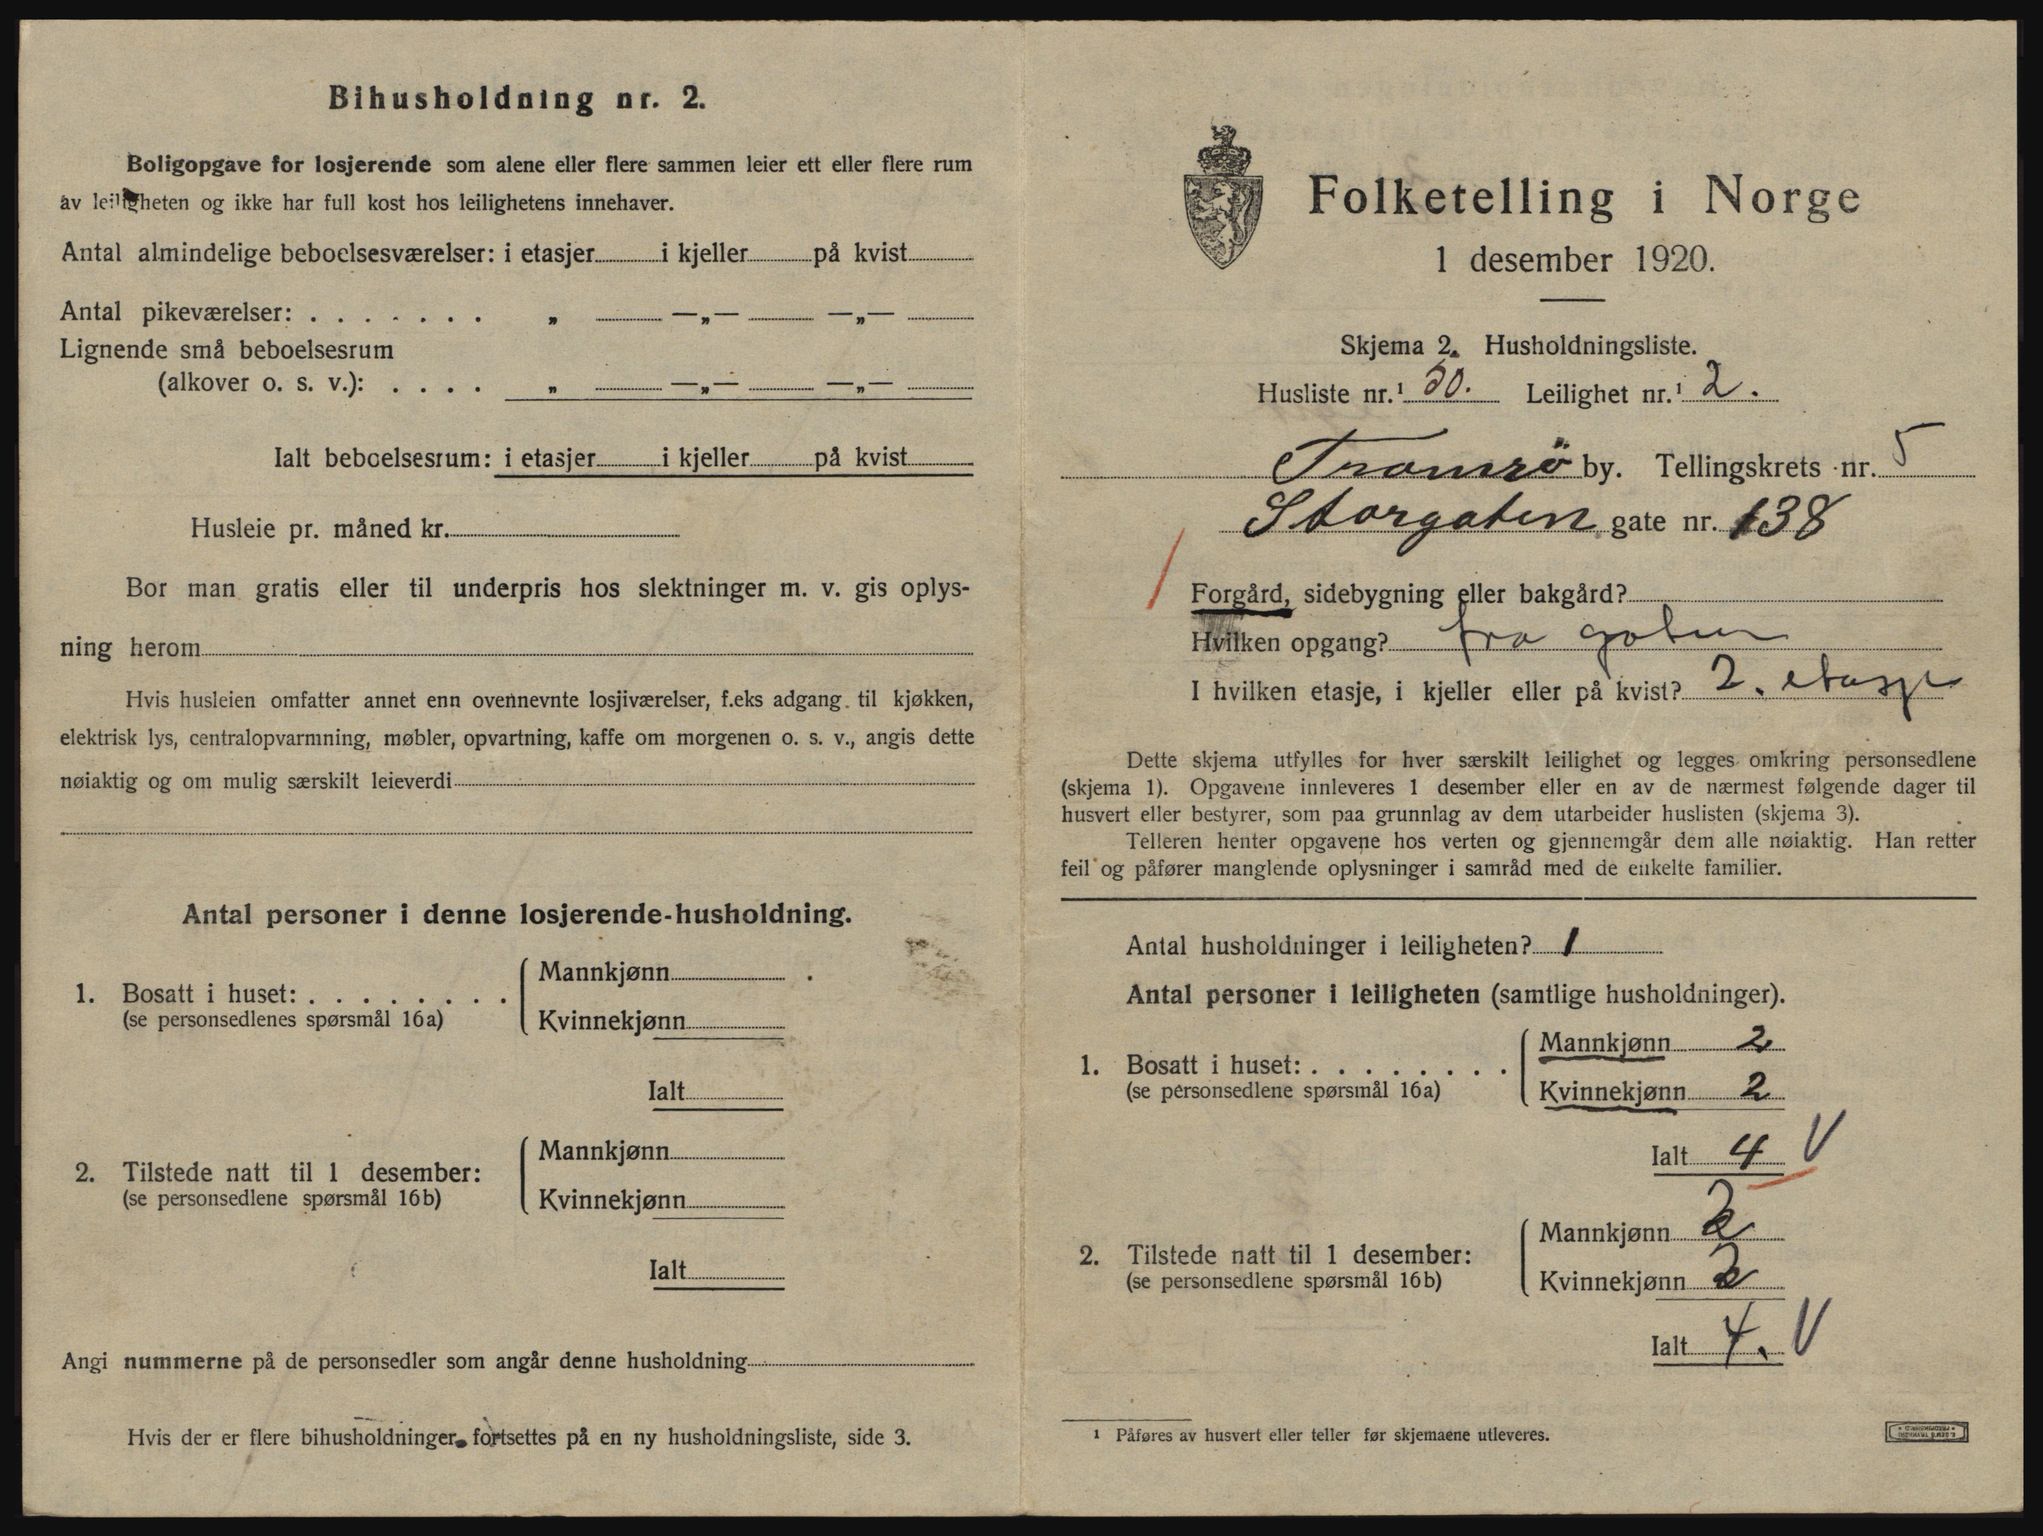 Bihusholdning nr. 2.
Boligopgave for losjerende som alene eller flere sammen leier ett eller flere rum
av leiligheten og ikke har full kost hos leilighetens innehaver.
Antal almindelige beboelsesværelser: i etasjer i kjeller på kvist
Antal pikeværelser: . . . . . . . „ —„— —„—
Lignende små beboelsesrum
(alkover o. s. v.): . . . . „ —„— —„—
Ialt beboelsesrum: i etasjer i kjeller på kvist
Husleie pr. måned kr.
Bor man gratis eller til underpris hos slektninger m. v. gis oplys-
ning herom
Hvis husleien omfatter annet enn ovennevnte losjiværelser, f.eks adgang til kjøkken,
elektrisk lys, centralopvarmning, møbler, opvartning, kaffe om morgenen o. s. v., angis dette
nøiaktig og om mulig særskilt leieverdi
Antal personer i denne losjerende-husholdning.
1. Bosatt i huset: . . . . . . . .
(se personsedlenes spørsmål 16a)
Mannkjønn
Kvinnekjønn
Ialt
2. Tilstede natt til 1 desember:
(se personsedlene spørsmål 16b)
Mannkjønn
Kvinnekjønn
Ialt
Angi nummerne på de personsedler som angår denne husholdning
Hvis der er flere bihusholdninger, fortsettes på en ny husholdningsliste, side 3.
Folketelling i Norge
1 desember 1920.
Skjema 2. Husholdningsliste.
Husliste nr.¹ 50. Leilighet nr.¹ 2.
Tromsö by. Tellingskrets nr. 5
Storgaten gate nr. 138
Forgård, sidebygning eller bakgård?
Hvilken opgang? fra gaten
I hvilken etasje, i kjeller eller på kvist? 2. etasje
Dette skjema utfylles for hver særskilt leilighet og legges omkring personsedlene
(skjema 1). Opgavene innleveres 1 desember eller en av de nærmest følgende dager til
husvert eller bestyrer, som paa grunnlag av dem utarbeider huslisten (skjema 3).
Telleren henter opgavene hos verten og gjennemgår dem alle nøiaktig. Han retter
feil og påfører manglende oplysninger i samråd med de enkelte familier.
Antal husholdninger i leiligheten? 1
Antal personer i leiligheten (samtlige husholdninger).
1. Bosatt i huset: . . . . . . . .
(se personsedlene spørsmål 16a)
Mannkjønn 2
Kvinnekjønn 2
Ialt 4 V
2. Tilstede natt til 1 desember:
(se personsedlene spørsmål 16b)
Mannkjønn 2
Kvinnekjønn 2
Ialt 4. V
¹ Påføres av husvert eller teller før skjemaene utleveres.